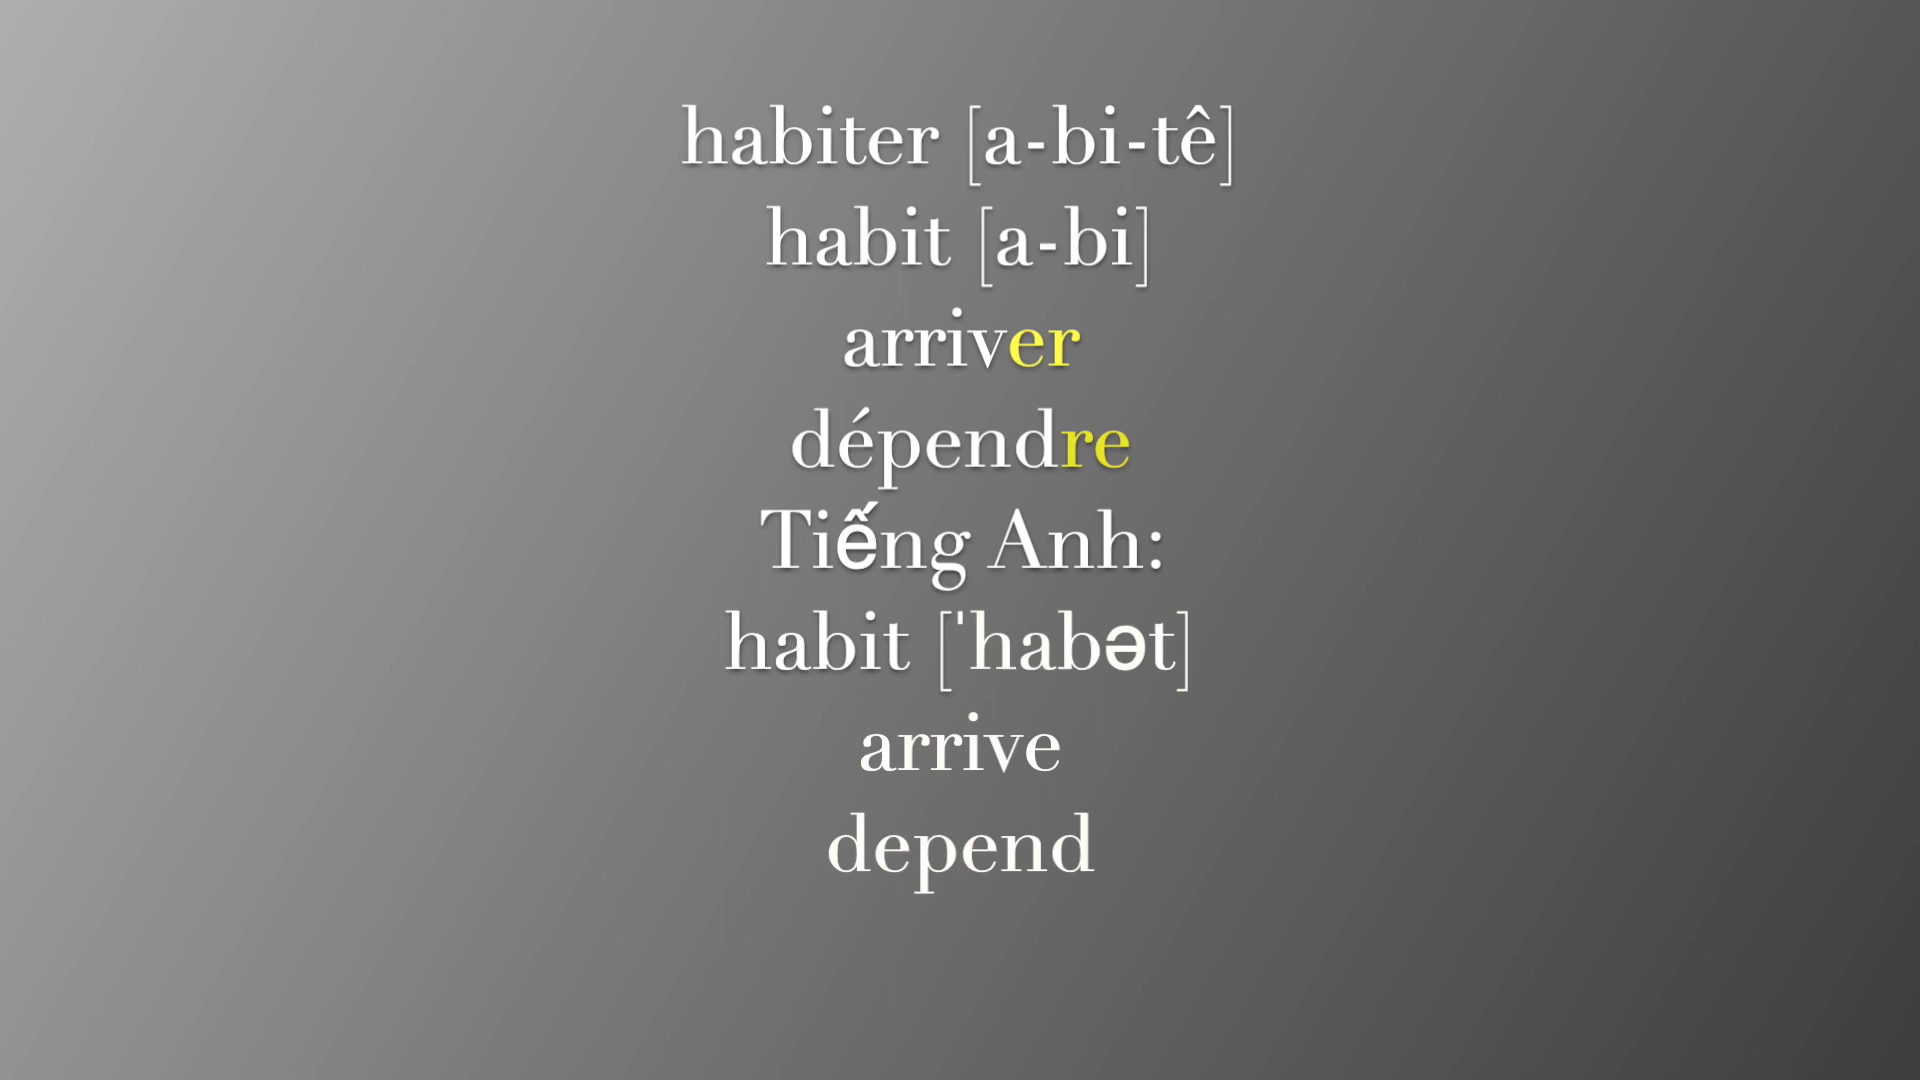 habiter [a-bi-tê]
habit [a-bi]
arriver
dépendre
Tiếng Anh:
habit [ˈhabət]
arrive
depend